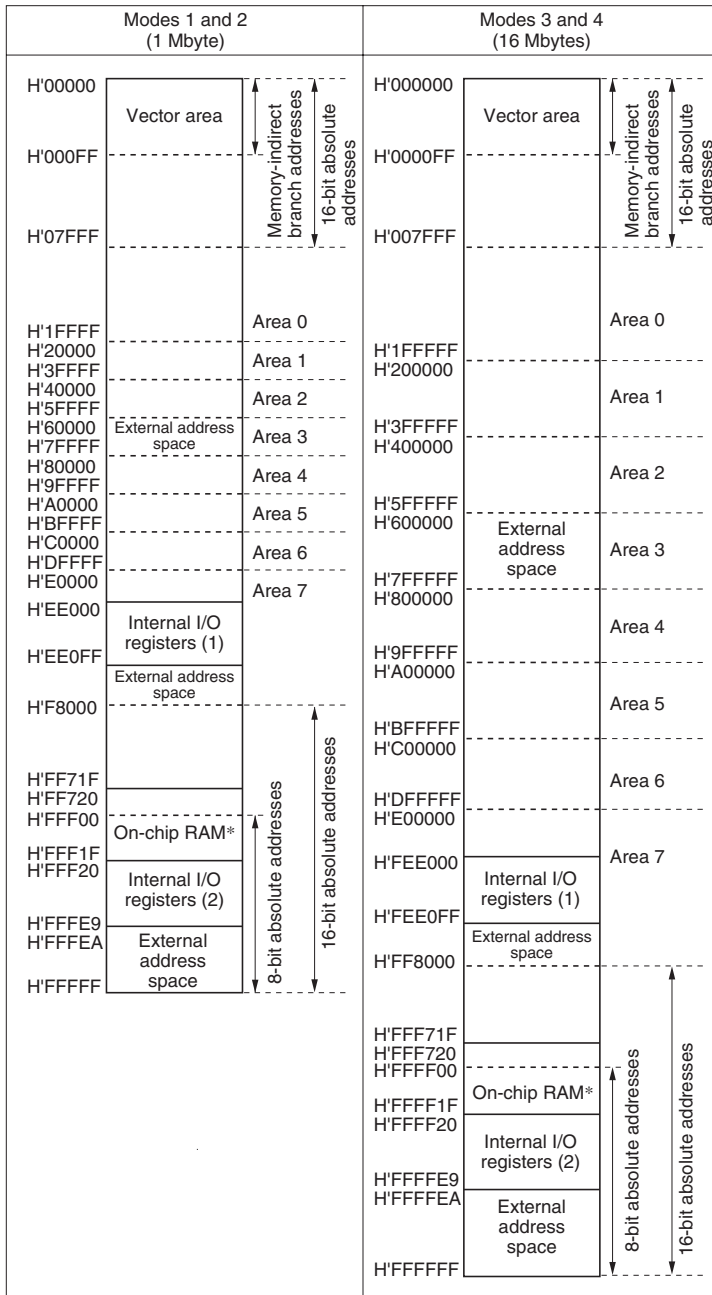 Modes 1 and 2
(1 Mbyte)
H'00000
Vector area
H'000FF
H'07FFF
Memory-indirect
branch addresses
16-bit absolute
addresses
H'1FFFF
Area 0
H'20000
H'3FFFF
Area 1
H'40000
H'5FFFF
Area 2
H'60000
H'7FFFF
External address
space
Area 3
H'80000
H'9FFFF
Area 4
H'A0000
H'BFFFF
Area 5
H'C0000
H'DFFFF
Area 6
H'E0000
Area 7
H'EE000
Internal I/O
registers (1)
H'EE0FF
External address
space
H'F8000
H'FF71F
H'FF720
H'FFF00
On-chip RAM*
H'FFF1F
H'FFF20
Internal I/O
registers (2)
H'FFFE9
H'FFFEA
External
address
space
H'FFFFF
8-bit absolute addresses
16-bit absolute addresses
Modes 3 and 4
(16 Mbytes)
H'000000
Vector area
H'0000FF
H'007FFF
Memory-indirect
branch addresses
16-bit absolute
addresses
Area 0
H'1FFFFF
H'200000
Area 1
H'3FFFFF
H'400000
Area 2
H'5FFFFF
H'600000
External
address
space
Area 3
H'7FFFFF
H'800000
Area 4
H'9FFFFF
H'A00000
Area 5
H'BFFFFF
H'C00000
Area 6
H'DFFFFF
H'E00000
Area 7
H'FEE000
Internal I/O
registers (1)
H'FEE0FF
External address
space
H'FF8000
H'FFF71F
H'FFF720
H'FFFF00
On-chip RAM*
H'FFFF1F
H'FFFF20
Internal I/O
registers (2)
H'FFFFE9
H'FFFFEA
External
address
space
H'FFFFFF
8-bit absolute addresses
16-bit absolute addresses